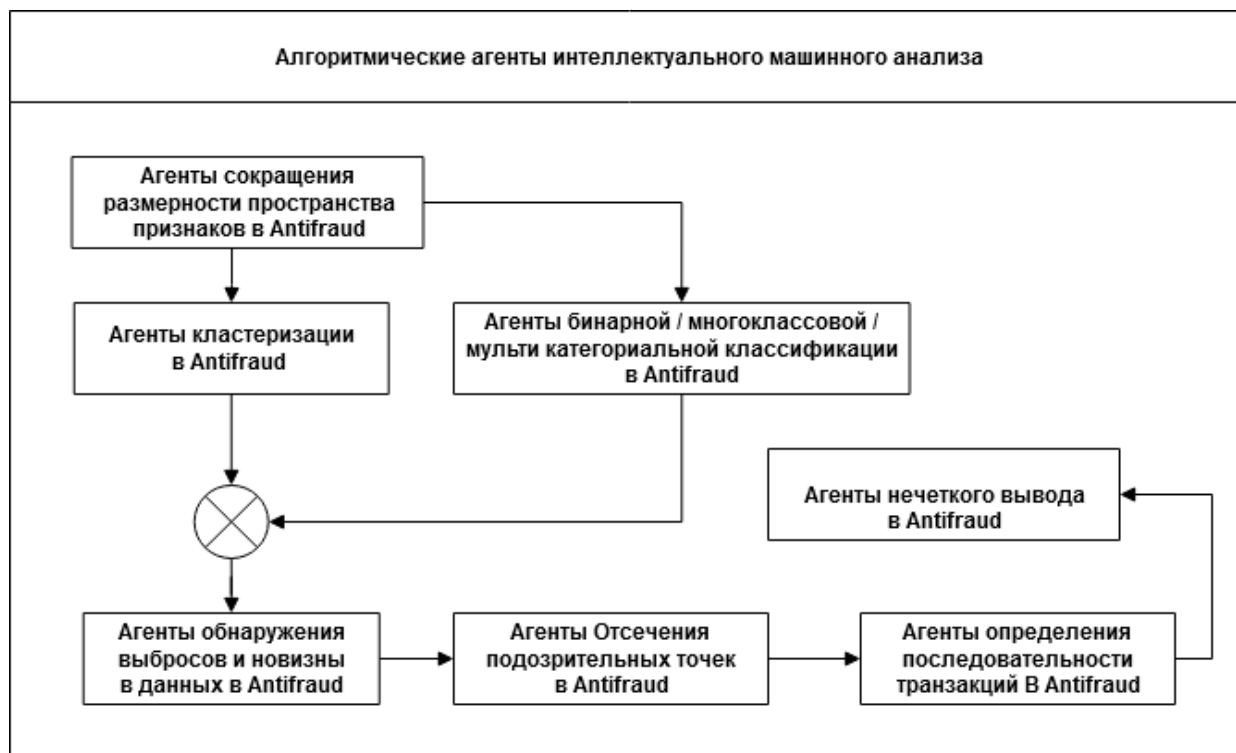 Алгоритмические агенты интеллектуального машинного анализа
Агенты сокращения
размерности пространства
признаков в Antifraud
Агенты кластеризации
в Antifraud
Агенты бинарной / многоклассовой /
мульти категориальной классификации
в Antifraud
Агенты нечеткого вывода
в Antifraud
Агенты обнаружения
выбросов и новизны
в данных в Antifraud
Агенты Отсечения
подозрительных точек
в Antifraud
Агенты определения
последовательности
транзакций В Antifraud